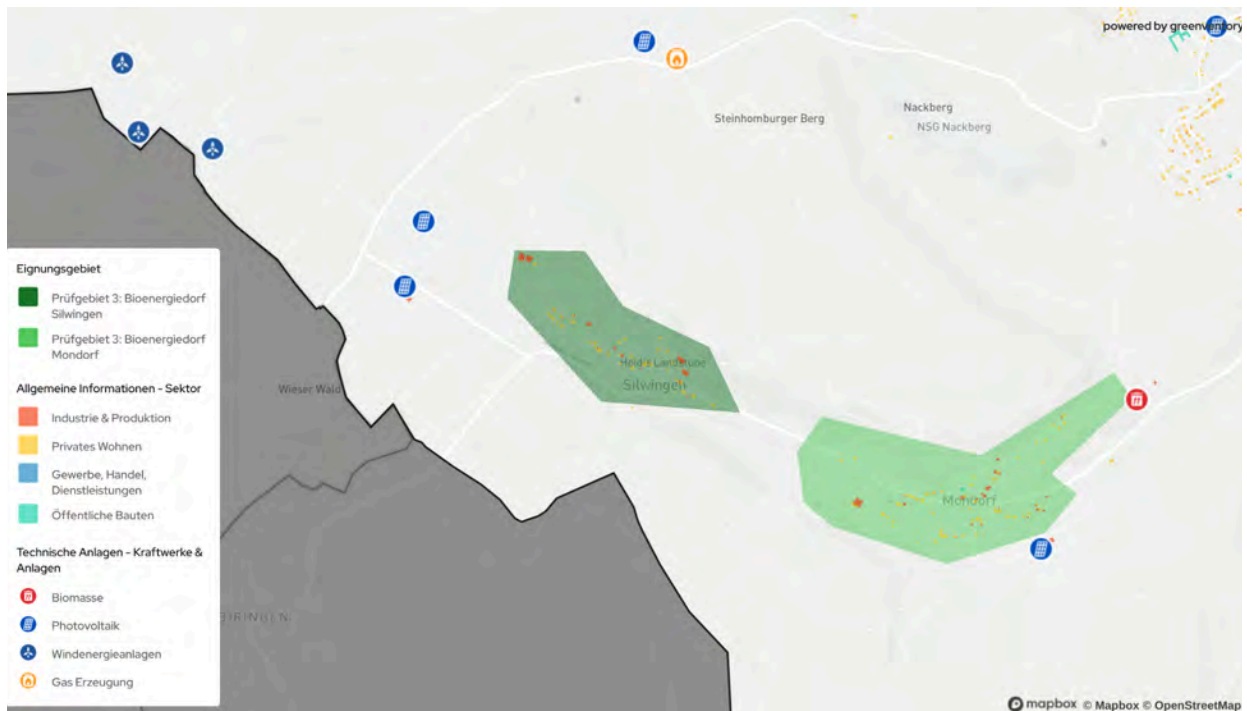 powered by greenventory
Nackberg
Steinhomburger Berg
NSG Nackberg
Eignungsgebiet
Prüfgebiet 3: Bioenergiedorf
Silwingen
Prüfgebiet 3: Bioenergiedorf
Mondorf
Allgemeine Informationen - Sektor
Industrie & Produktion
Privates Wohnen
Gewerbe, Handel,
Dienstleistungen
Öffentliche Bauten
Technische Anlagen - Kraftwerke &
Anlagen
Biomasse
Photovoltaik
Windenergieanlagen
Gas Erzeugung
Heid's Landstube
Silwingen
Wieser Wald
Mondorf
mapbox © Mapbox © OpenStreetMap